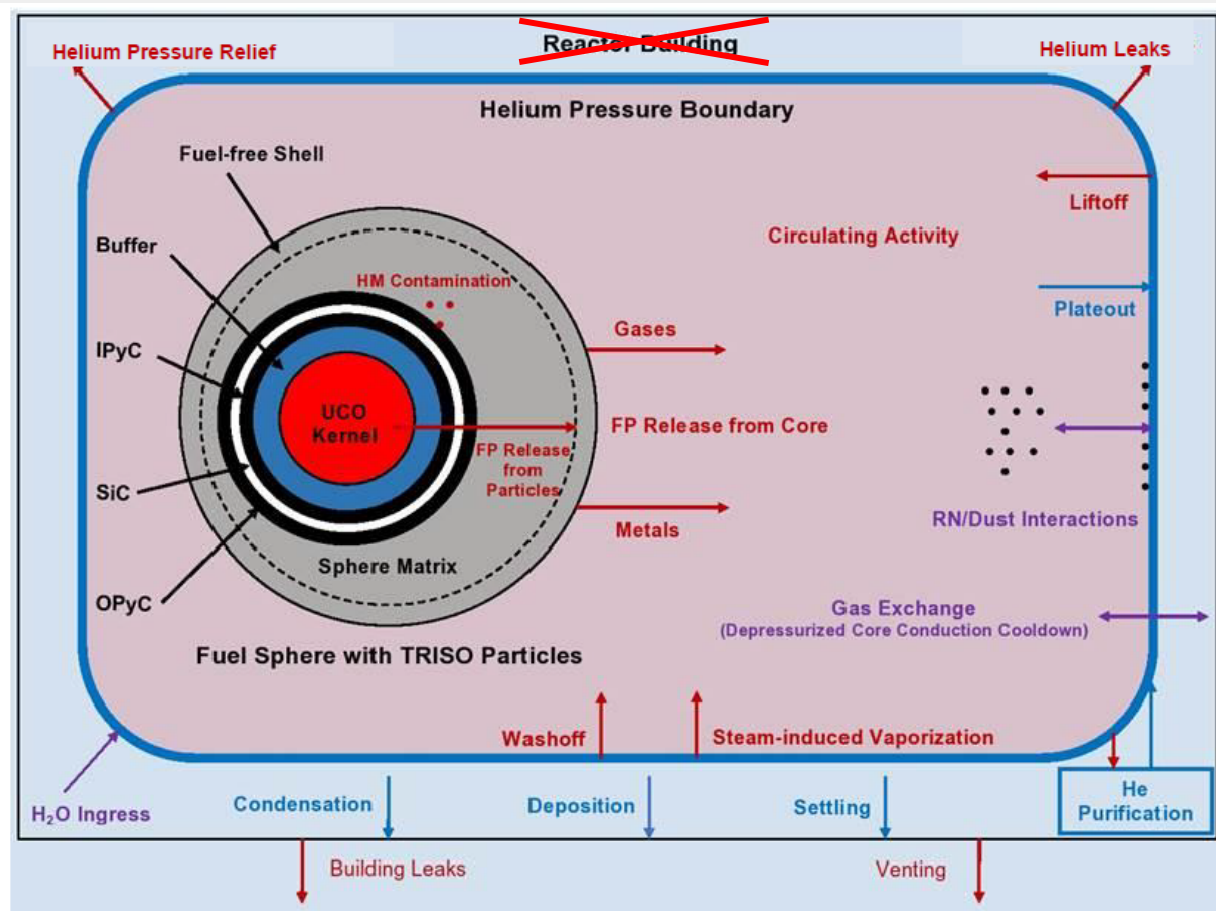 Reactor Building
Helium Pressure Relief
Helium Leaks
Helium Pressure Boundary
Fuel-free Shell
Liftoff
Buffer
Circulating Activity
HM Contamination
Plateout
Gases
IPyC
UCO
Kernel
FP Release from Core
FP Release
from
Particles
SiC
RN/Dust Interactions
Metals
Sphere Matrix
OPyC
Gas Exchange
(Depressurized Core Conduction Cooldown)
Fuel Sphere with TRISO Particles
Washoff
Steam-induced Vaporization
H₂O Ingress
Condensation
Deposition
Settling
He
Purification
Building Leaks
Venting